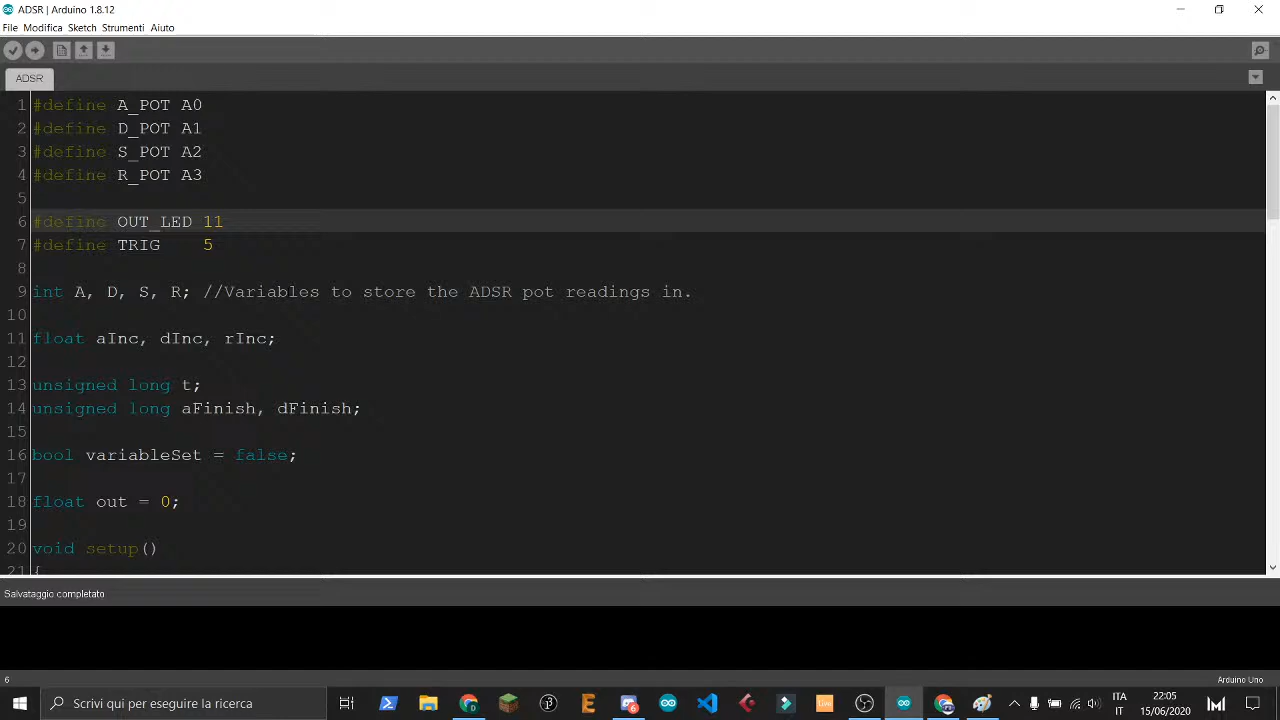 ADSR | Arduino 1.8.12
File Modifica Sketch Strumenti Aiuto
ADSR
1 #define A_POT A0
2 #define D_POT A1
3 #define S_POT A2
4 #define R_POT A3
5
6 #define OUT_LED 11
7 #define TRIG    5
8
9 int A, D, S, R; //Variables to store the ADSR pot readings in.
10
11 float aInc, dInc, rInc;
12
13 unsigned long t;
14 unsigned long aFinish, dFinish;
15
16 bool variableSet = false;
17
18 float out = 0;
19
20 void setup()
21 {
Salvataggio completato
6
Arduino Uno
Scrivi qui per eseguire la ricerca
6
Live
ITA
IT
22:05
15/06/2020